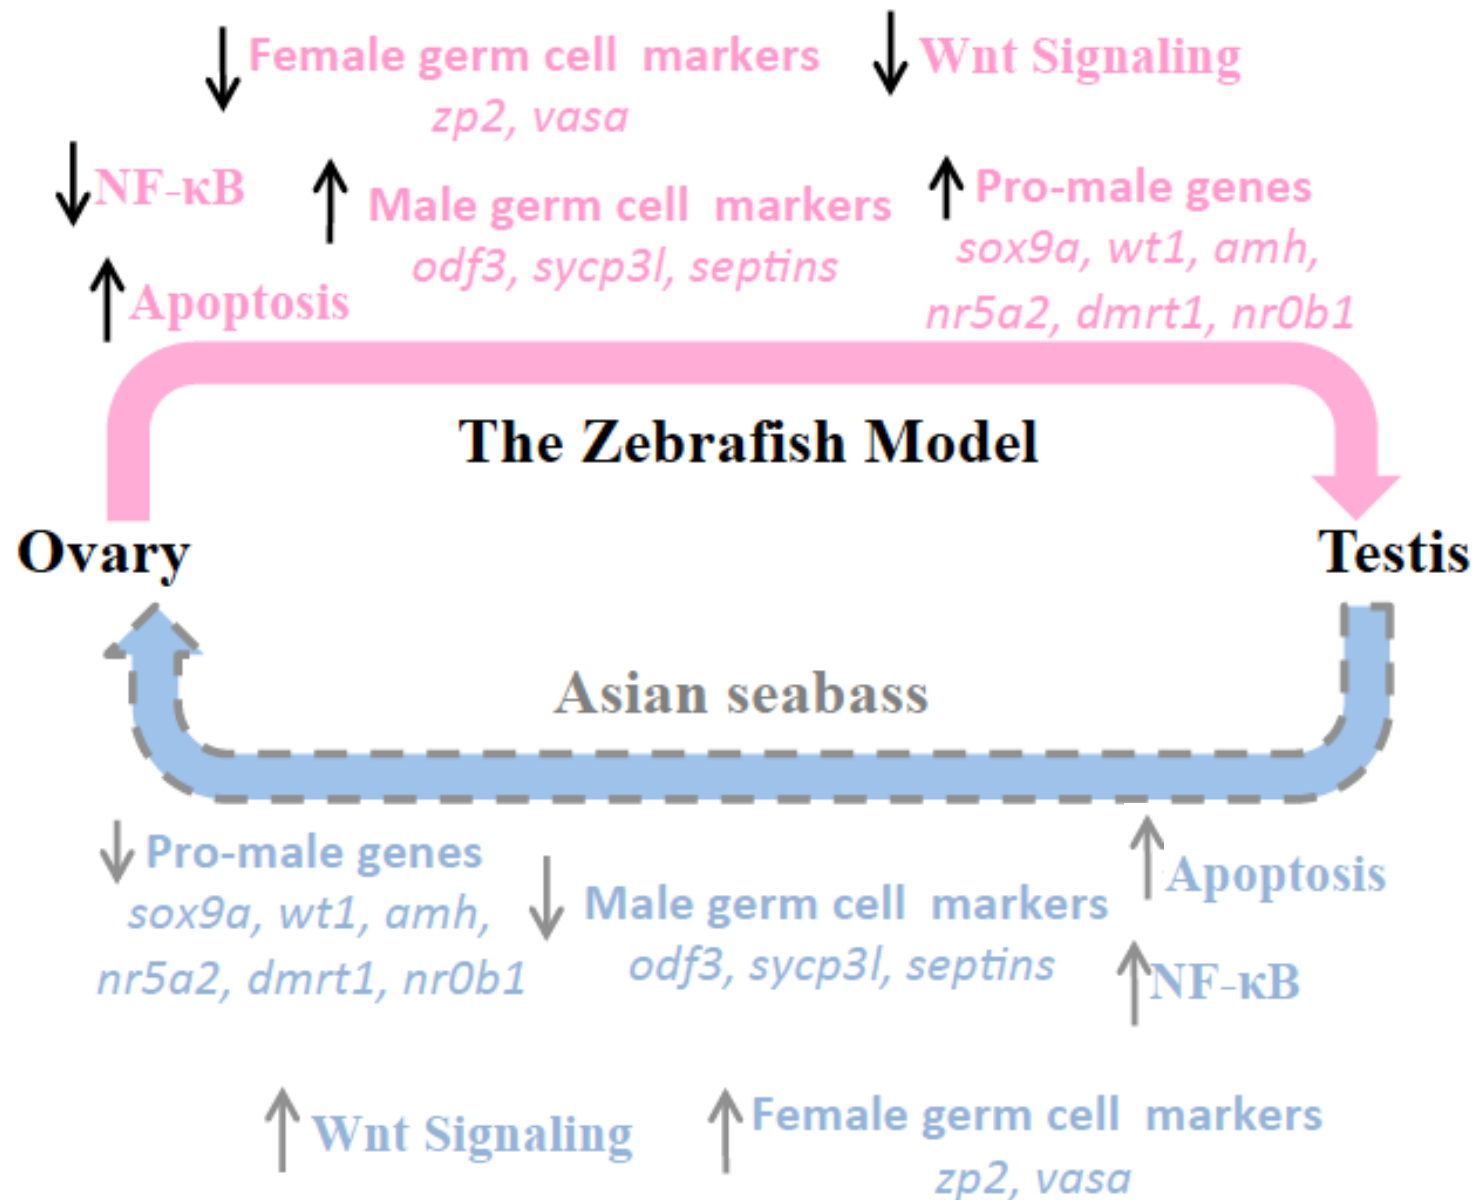 Female germ cell markers
zp2, vasa
Wnt Signaling
NF-κB
Male germ cell markers
odf3, sycp3l, septins
Pro-male genes
sox9a, wt1, amh,
nr5a2, dmrt1, nr0b1
Apoptosis
The Zebrafish Model
Ovary
Testis
Asian seabass
Pro-male genes
sox9a, wt1, amh,
nr5a2, dmrt1, nr0b1
Male germ cell markers
odf3, sycp3l, septins
Apoptosis
NF-κB
Wnt Signaling
Female germ cell markers
zp2, vasa